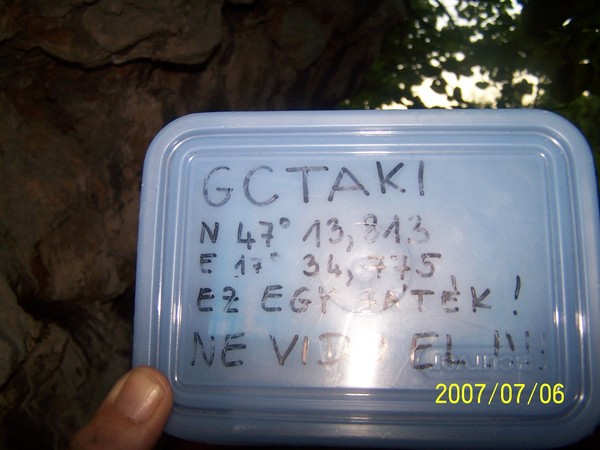 GCTAKI
N 47° 13,813
E 17° 34,775
EZ EGY JÁTÉK!
NE VIDD EL!!!
2007/07/06